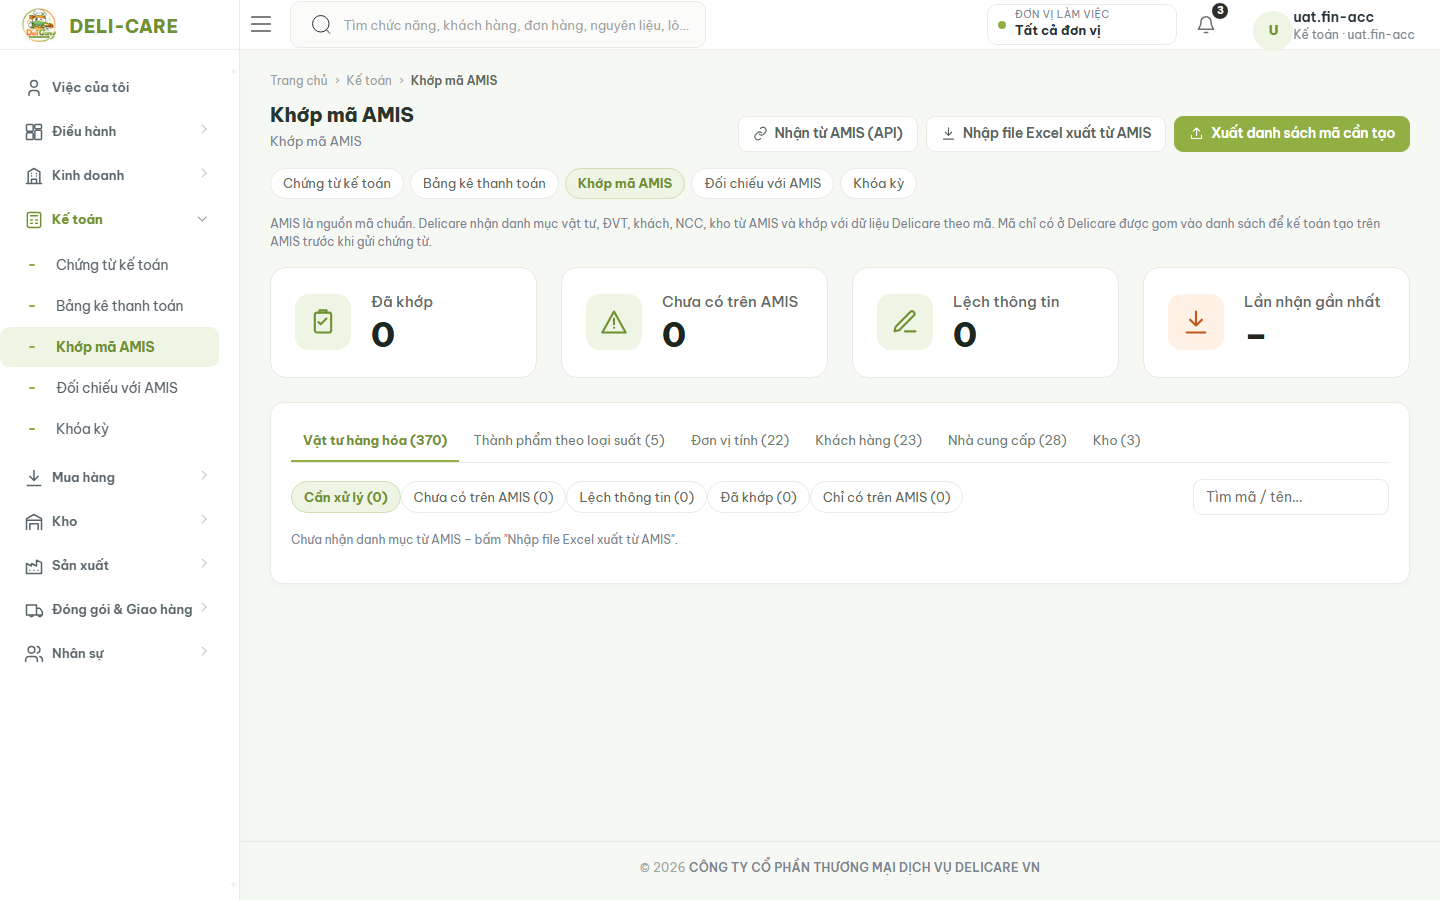 DELI-CARE
Tìm chức năng, khách hàng, đơn hàng, nguyên liệu, lô...
ĐƠN VỊ LÀM VIỆC
Tất cả đơn vị
3
U
uat.fin-acc
Kế toán · uat.fin-acc
Việc của tôi
Điều hành
Kinh doanh
Kế toán
Chứng từ kế toán
Bảng kê thanh toán
Khớp mã AMIS
Đối chiếu với AMIS
Khóa kỳ
Mua hàng
Kho
Sản xuất
Đóng gói & Giao hàng
Nhân sự
Trang chủ › Kế toán › Khớp mã AMIS
Khớp mã AMIS
Khớp mã AMIS
Nhận từ AMIS (API)
Nhập file Excel xuất từ AMIS
Xuất danh sách mã cần tạo
Chứng từ kế toán
Bảng kê thanh toán
Khớp mã AMIS
Đối chiếu với AMIS
Khóa kỳ
AMIS là nguồn mã chuẩn. Delicare nhận danh mục vật tư, ĐVT, khách, NCC, kho từ AMIS và khớp với dữ liệu Delicare theo mã. Mã chỉ có ở Delicare được gom vào danh sách để kế toán tạo trên
AMIS trước khi gửi chứng từ.
Đã khớp
0
Chưa có trên AMIS
0
Lệch thông tin
0
Lần nhận gần nhất
–
Vật tư hàng hóa (370)
Thành phẩm theo loại suất (5)
Đơn vị tính (22)
Khách hàng (23)
Nhà cung cấp (28)
Kho (3)
Cần xử lý (0)
Chưa có trên AMIS (0)
Lệch thông tin (0)
Đã khớp (0)
Chỉ có trên AMIS (0)
Tìm mã / tên...
Chưa nhận danh mục từ AMIS – bấm "Nhập file Excel xuất từ AMIS".
© 2026 CÔNG TY CỔ PHẦN THƯƠNG MẠI DỊCH VỤ DELICARE VN